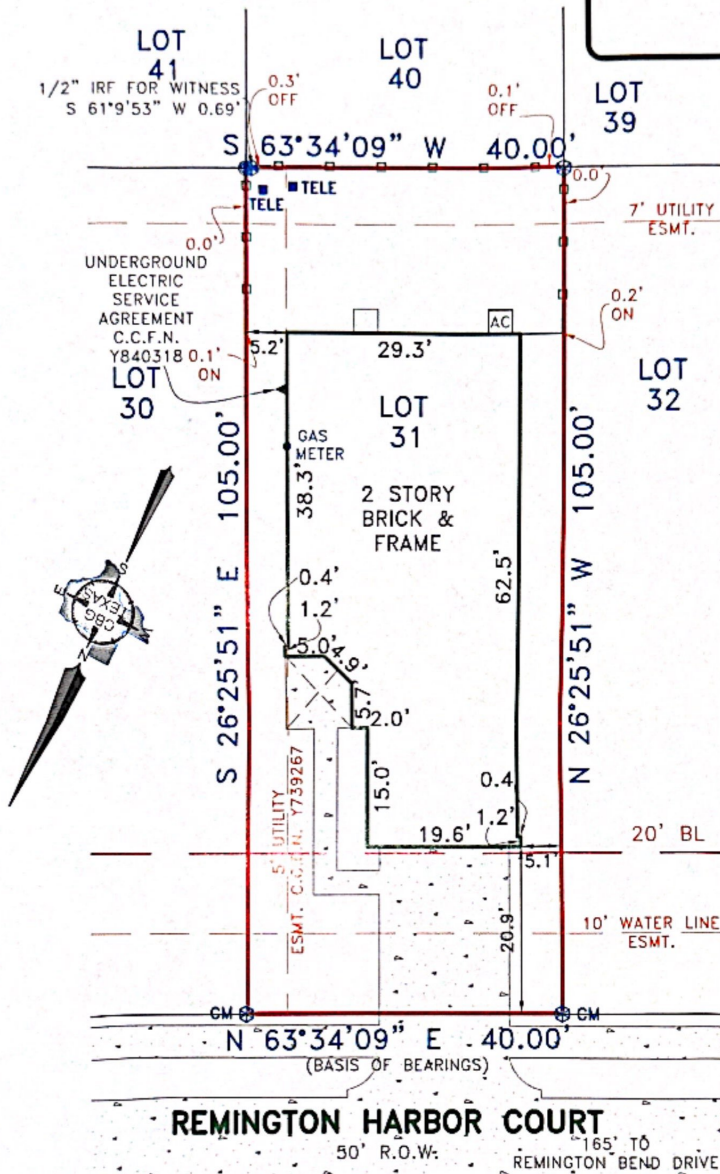 LOT
41
LOT
40
LOT
39
1/2" IRF FOR WITNESS
S 61°9'53" W 0.69'
0.3'
OFF
0.1'
OFF
S 63°34'09" W 40.00'
0.0'
TELE
TELE
7' UTILITY
ESMT.
0.0'
UNDERGROUND
ELECTRIC
SERVICE
AGREEMENT
C.C.F.N.
Y840318
0.1'
ON
0.2'
ON
AC
5.2'
29.3'
LOT
30
LOT
31
LOT
32
GAS
METER
38.3'
2 STORY
BRICK &
FRAME
S 26°25'51" E 105.00'
N 26°25'51" W 105.00'
62.5'
S
E
N
CBG
TEXAS
0.4'
1.2'
5.0'
4.9'
5.7
2.0'
15.0'
5' UTILITY
ESMT. C.C.F.N. Y739267
0.4
1.2'
19.6'
5.1'
20' BL
20.9'
10' WATER LINE
ESMT.
CM
CM
N 63°34'09" E 40.00'
(BASIS OF BEARINGS)
REMINGTON HARBOR COURT
50' R.O.W.
165' TO
REMINGTON BEND DRIVE